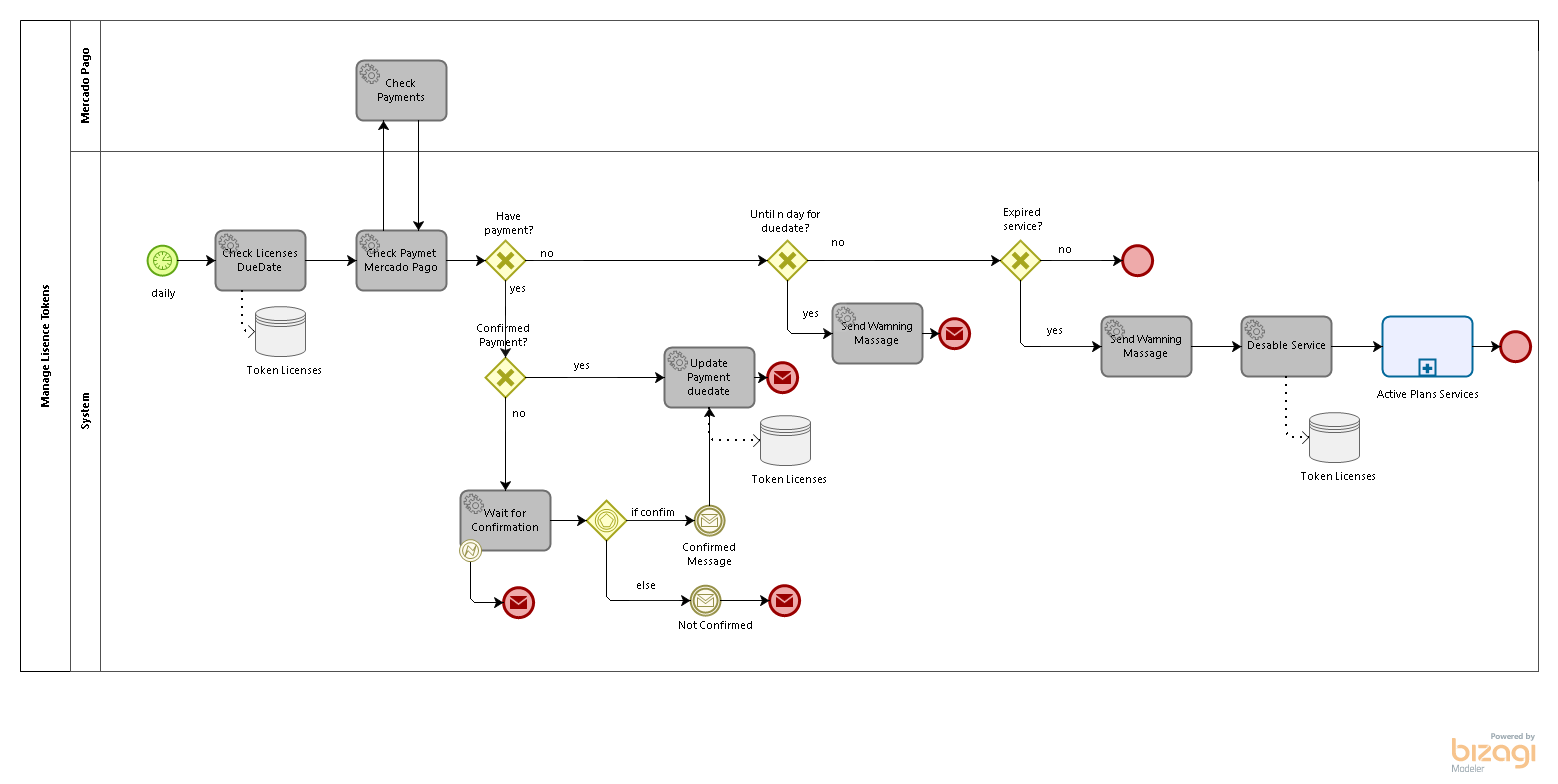 Manage Lisence Tokens
Mercado Pago
System
Check
Payments
daily
Check Licenses
DueDate
Token Licenses
Check Paymet
Mercado Pago
Have
payment?
no
yes
Until n day for
duedate?
no
yes
Expired
service?
no
yes
Send Warnning
Massage
Send Warnning
Massage
Desable Service
Active Plans Services
Token Licenses
Confirmed
Payment?
yes
no
Update
Payment
duedate
Token Licenses
Wait for
Confirmation
if confim
Confirmed
Message
else
Not Confirmed
Powered by
bizagi
Modeler